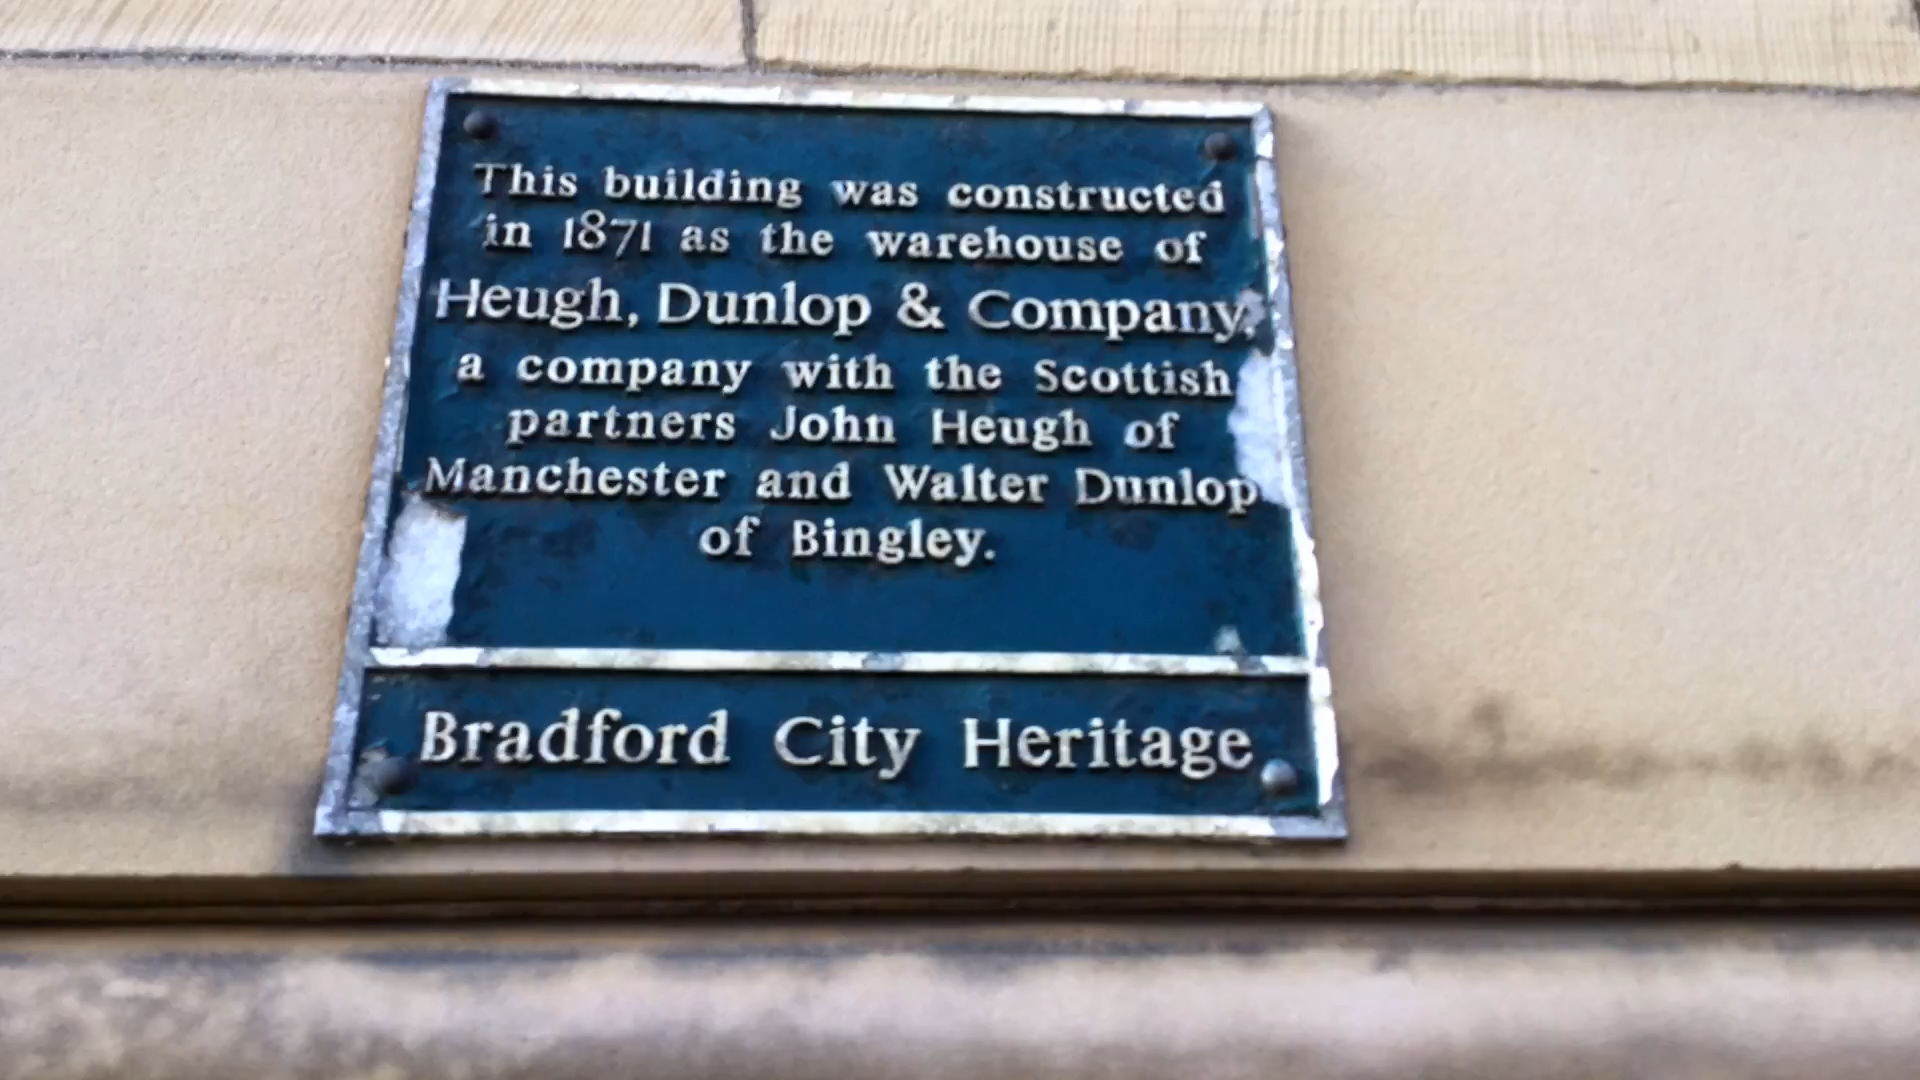 This building was constructed
in 1871 as the warehouse of
Heugh, Dunlop & Company,
a company with the Scottish
partners John Heugh of
Manchester and Walter Dunlop
of Bingley.
Bradford City Heritage